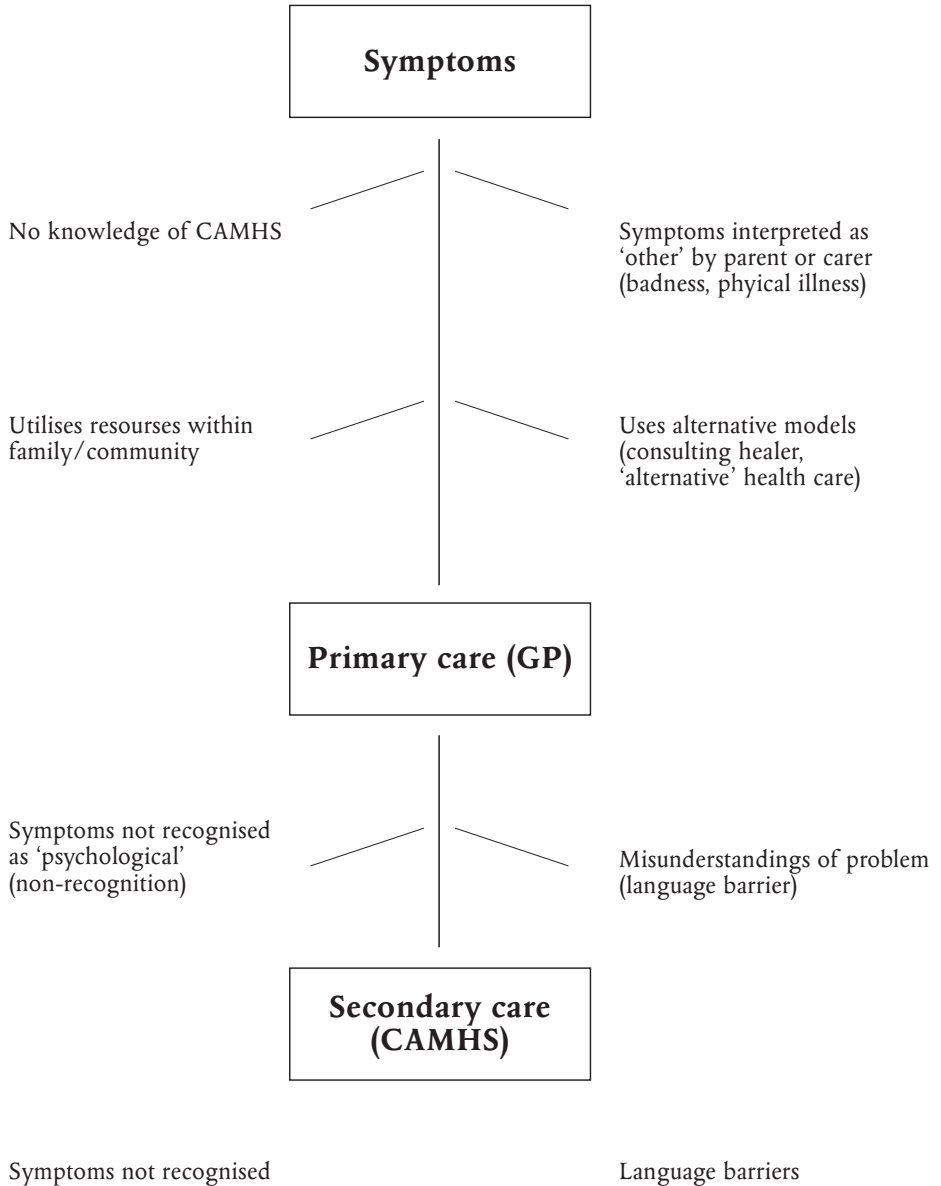 Symptoms
No knowledge of CAMHS
Symptoms interpreted as
‘other’ by parent or carer
(badness, phyical illness)
Utilises resourses within
family/community
Uses alternative models
(consulting healer,
‘alternative’ health care)
Primary care (GP)
Symptoms not recognised
as ‘psychological’
(non-recognition)
Misunderstandings of problem
(language barrier)
Secondary care
(CAMHS)
Symptoms not recognised
Language barriers